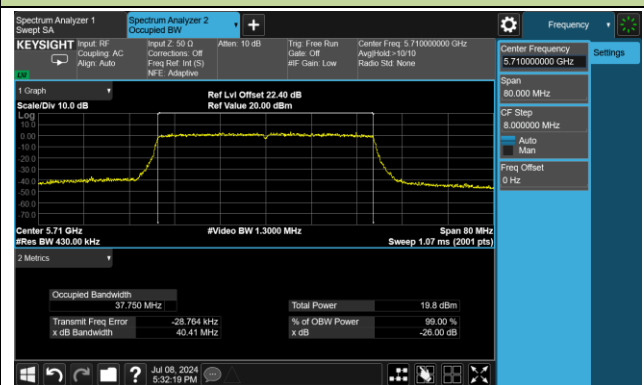 Spectrum Analyzer 1
Swept SA
Spectrum Analyzer 2
Occupied BW
Frequency
KEYSIGHT
Input: RF
Coupling: AC
Align: Auto
Input Z: 50 Ω
Corrections: Off
Freq Ref: Int (S)
NFE: Adaptive
Atten: 10 dB
Trig: Free Run
Gate: Off
#IF Gain: Low
Center Freq: 5.710000000 GHz
Avg|Hold:>10/10
Radio Std: None
LXI
Center Frequency
5.710000000 GHz
Settings
Span
80.000 MHz
CF Step
8.000000 MHz
Auto
Man
Freq Offset
0 Hz
1 Graph
Scale/Div 10.0 dB
Ref Lvl Offset 22.40 dB
Ref Value 20.00 dBm
Log
10.0
0.00
-10.0
-20.0
-30.0
-40.0
-50.0
-60.0
-70.0
Center 5.71 GHz
#Res BW 430.00 kHz
#Video BW 1.3000 MHz
Span 80 MHz
Sweep 1.07 ms (2001 pts)
2 Metrics
Occupied Bandwidth
37.750 MHz
Total Power 19.8 dBm
Transmit Freq Error -28.764 kHz
% of OBW Power 99.00 %
x dB Bandwidth 40.41 MHz
x dB -26.00 dB
?
Jul 08, 2024
5:32:19 PM